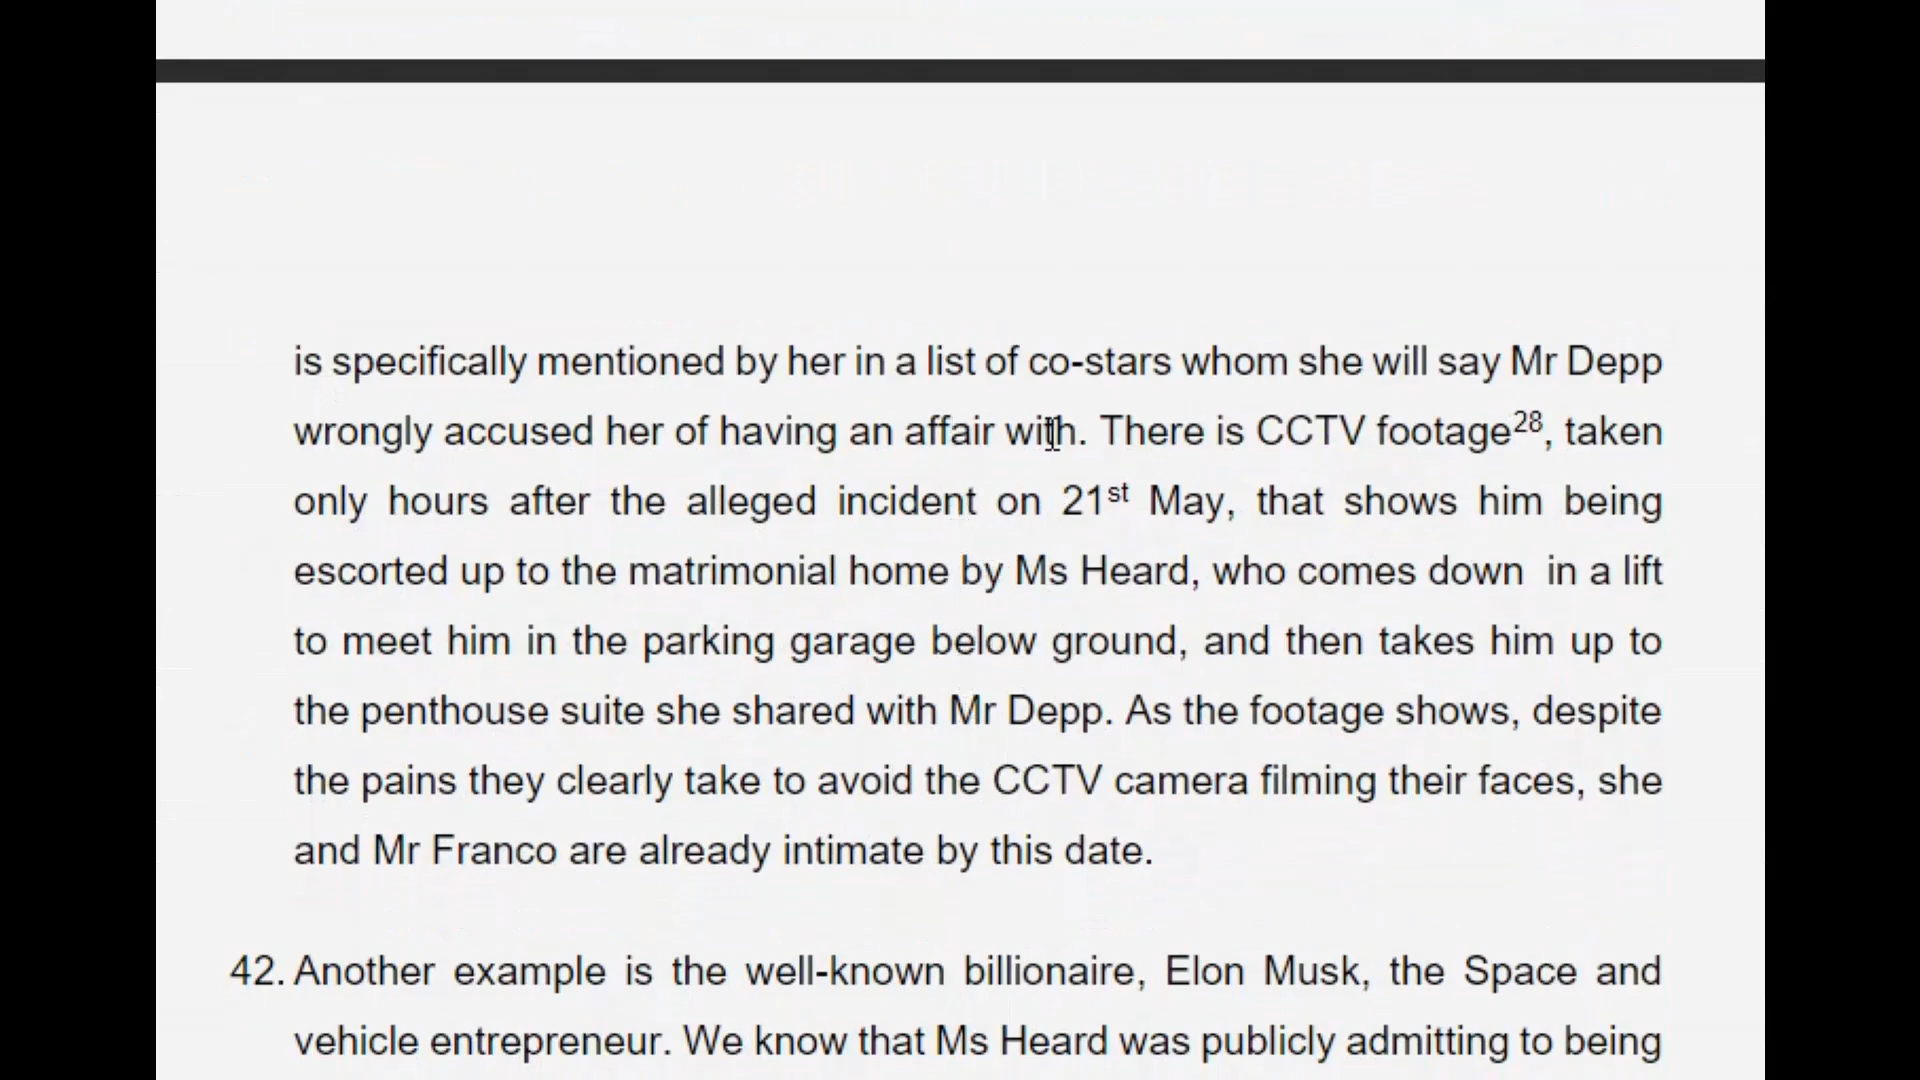 is specifically mentioned by her in a list of co-stars whom she will say Mr Depp
wrongly accused her of having an affair with. There is CCTV footage28, taken
only hours after the alleged incident on 21st May, that shows him being
escorted up to the matrimonial home by Ms Heard, who comes down in a lift
to meet him in the parking garage below ground, and then takes him up to
the penthouse suite she shared with Mr Depp. As the footage shows, despite
the pains they clearly take to avoid the CCTV camera filming their faces, she
and Mr Franco are already intimate by this date.
42. Another example is the well-known billionaire, Elon Musk, the Space and
vehicle entrepreneur. We know that Ms Heard was publicly admitting to being